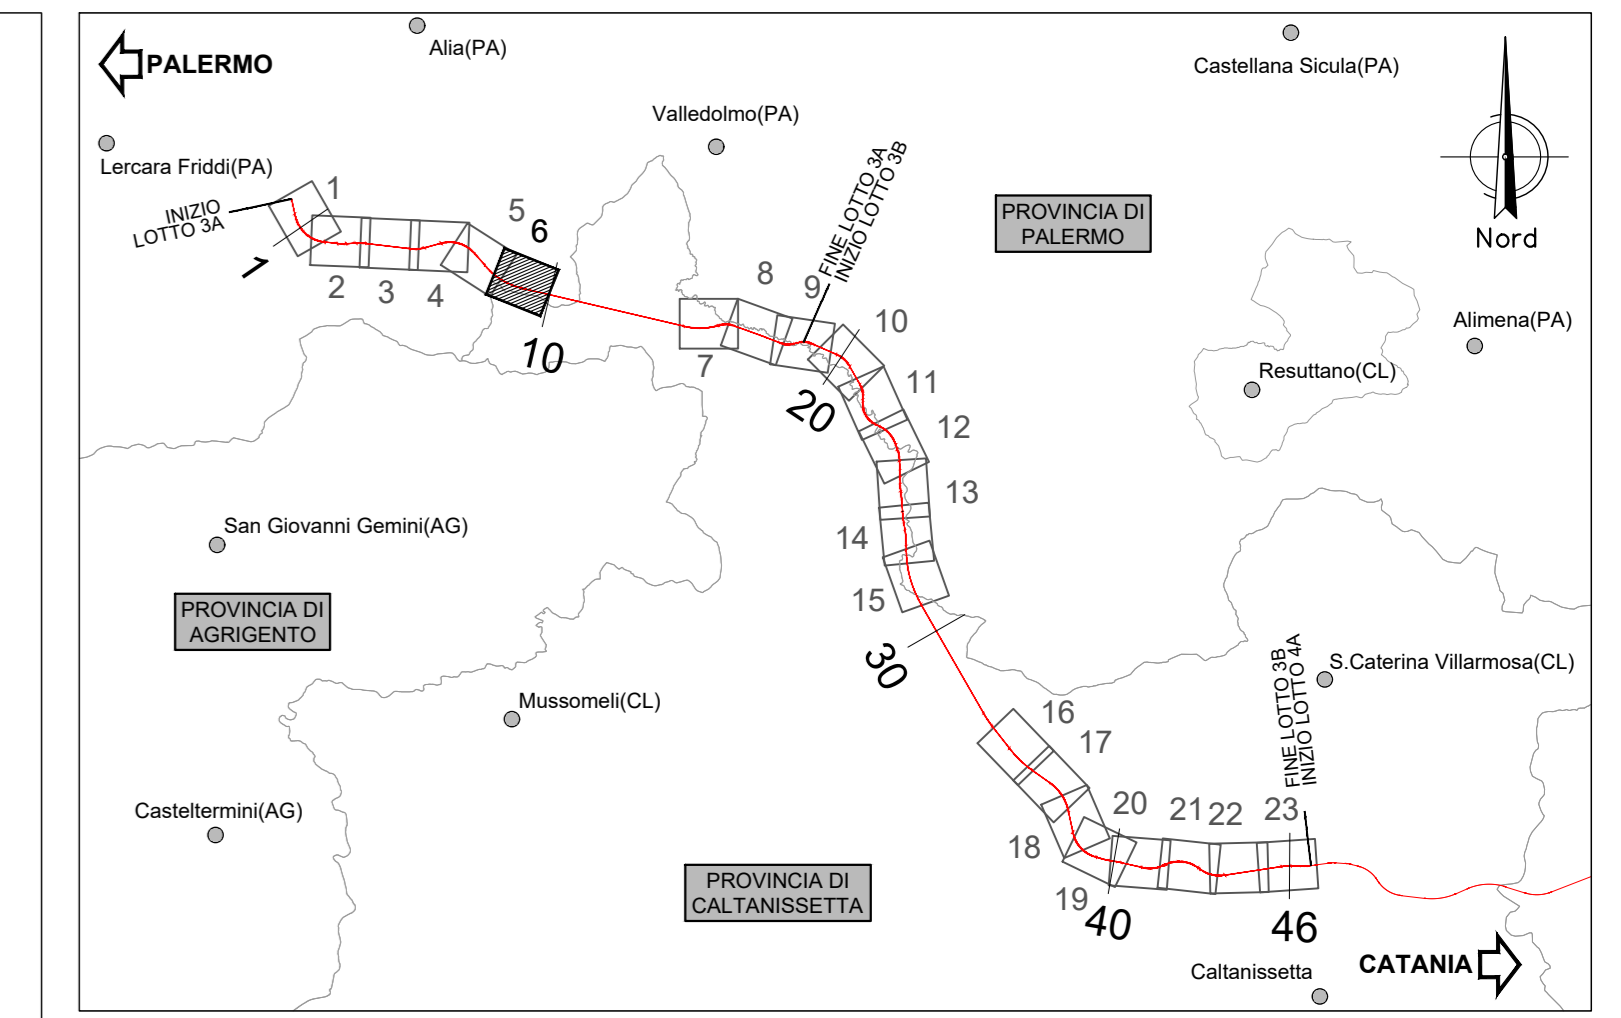 Alia(PA)
PALERMO
Castellana Sicula(PA)
Valledolmo(PA)
Lercara Friddi(PA)
Nord
INIZIO
LOTTO 3A
FINE LOTTO 3A
INIZIO LOTTO 3B
PROVINCIA DI
PALERMO
1
1
2
3
4
5
6
10
7
8
9
10
20
11
12
13
14
15
30
Alimena(PA)
Resuttano(CL)
San Giovanni Gemini(AG)
PROVINCIA DI
AGRIGENTO
Mussomeli(CL)
S.Caterina Villarmosa(CL)
FINE LOTTO 3B
INIZIO LOTTO 4A
16
17
18
19
20
21
22
23
40
46
Casteltermini(AG)
PROVINCIA DI
CALTANISSETTA
Caltanissetta
CATANIA